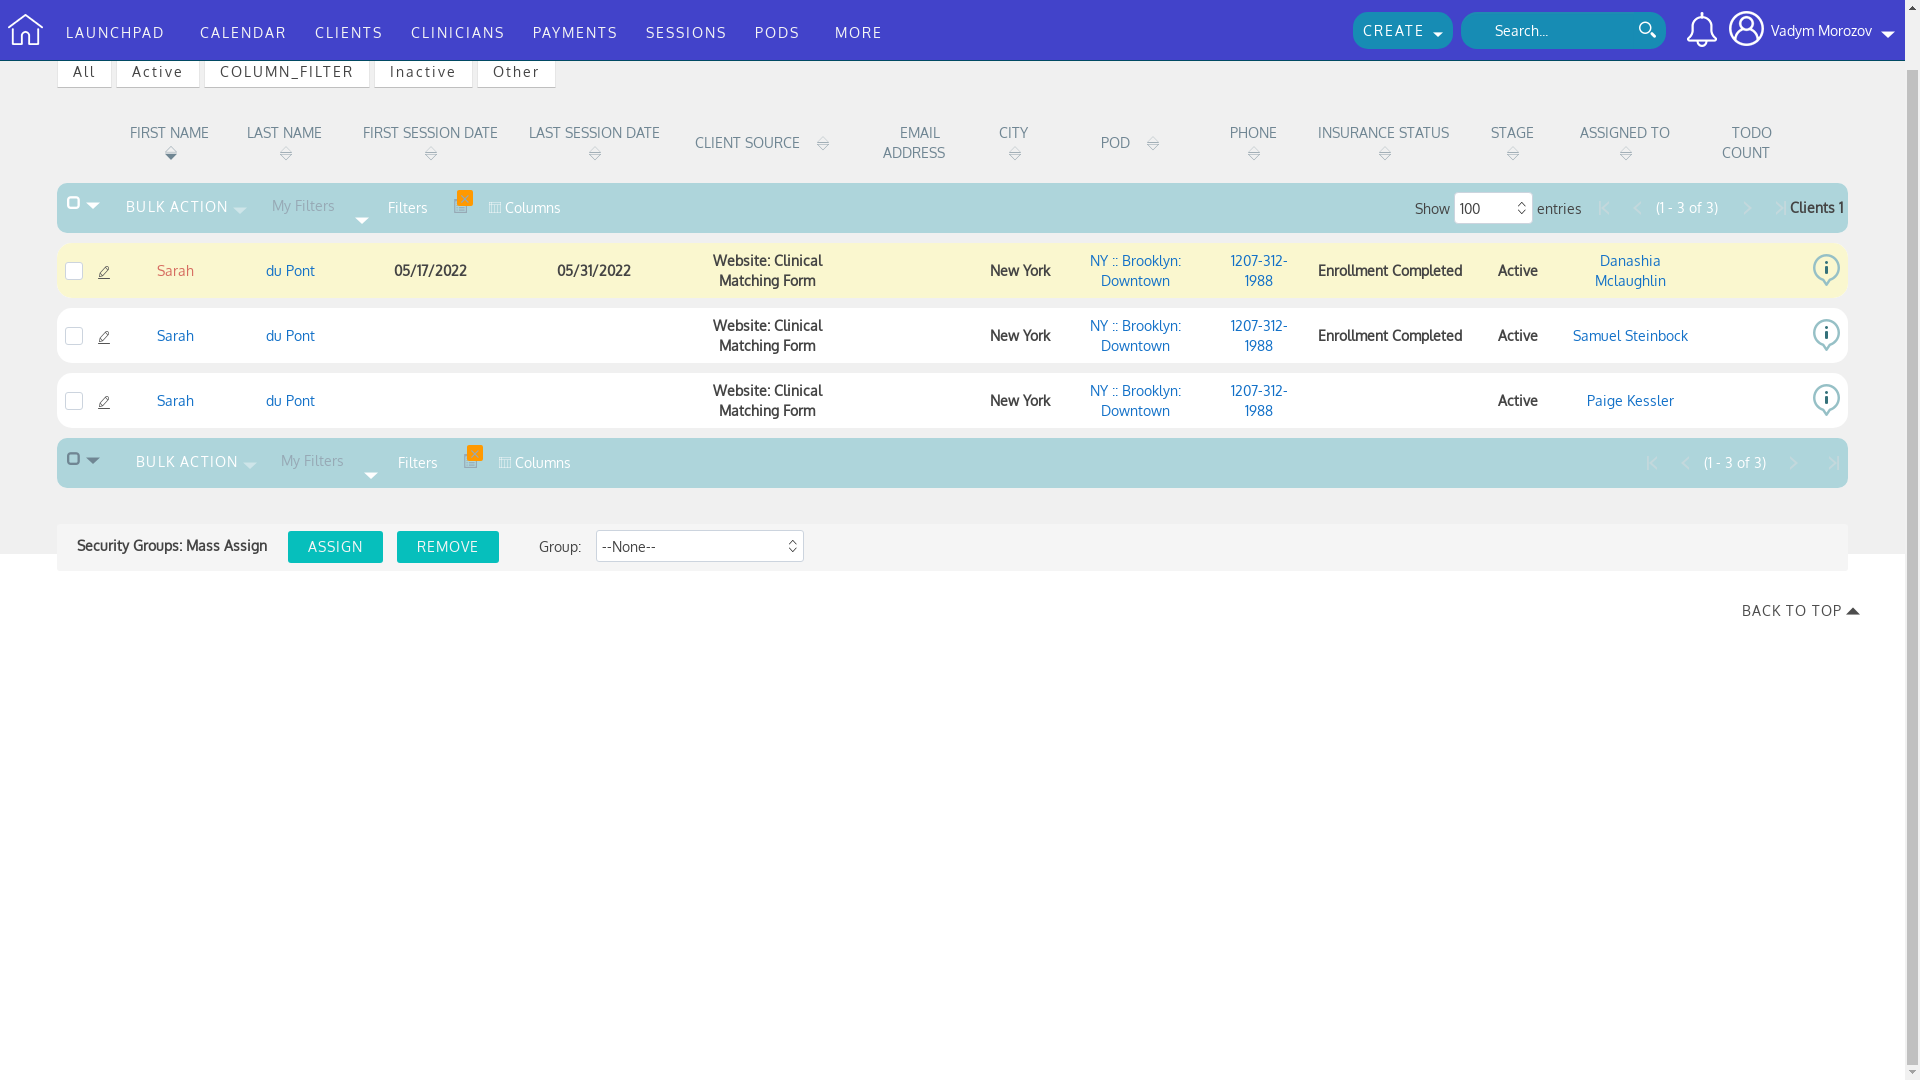 LAUNCHPAD CALENDAR CLIENTS CLINICIANS PAYMENTS SESSIONS PODS MORE CREATE Search... Vadym Morozov
All Active COLUMN_FILTER Inactive Other
FIRST NAME LAST NAME FIRST SESSION DATE LAST SESSION DATE CLIENT SOURCE EMAIL ADDRESS CITY POD PHONE INSURANCE STATUS STAGE ASSIGNED TO TODO COUNT
BULK ACTION My Filters Filters Columns Show 100 entries (1 - 3 of 3) Clients 1
Sarah du Pont 05/17/2022 05/31/2022 Website: Clinical Matching Form New York NY :: Brooklyn: Downtown 1207-312-1988 Enrollment Completed Active Danashia Mclaughlin
Sarah du Pont Website: Clinical Matching Form New York NY :: Brooklyn: Downtown 1207-312-1988 Enrollment Completed Active Samuel Steinbock
Sarah du Pont Website: Clinical Matching Form New York NY :: Brooklyn: Downtown 1207-312-1988 Active Paige Kessler
BULK ACTION My Filters Filters Columns (1 - 3 of 3)
Security Groups: Mass Assign ASSIGN REMOVE Group: --None--
BACK TO TOP